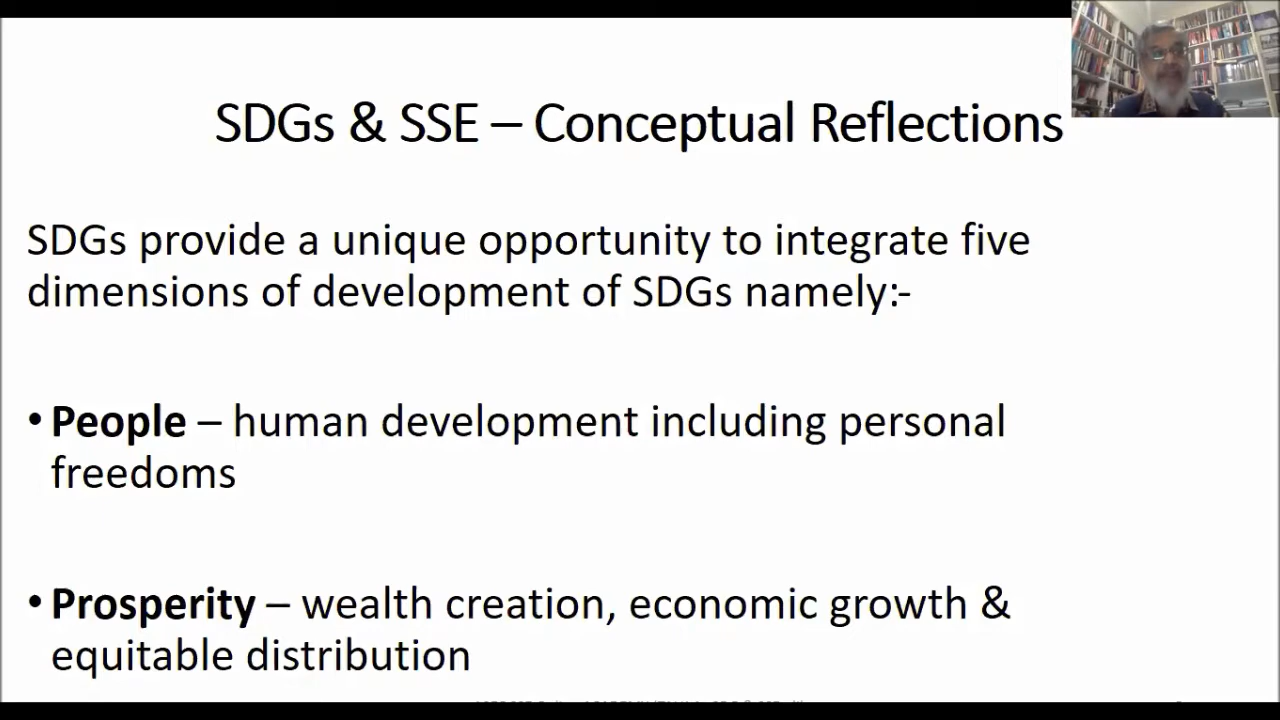 SDGs & SSE – Conceptual Reflections
SDGs provide a unique opportunity to integrate five
dimensions of development of SDGs namely:-
• People – human development including personal
freedoms
• Prosperity – wealth creation, economic growth &
equitable distribution